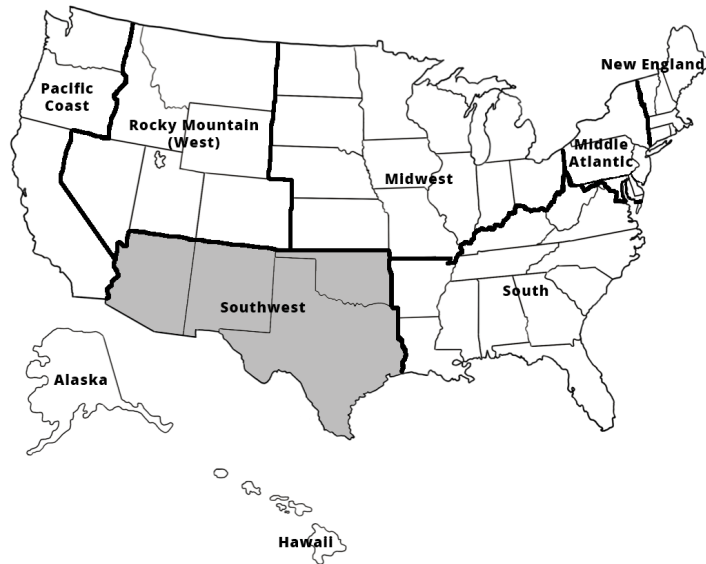 New England
Pacific
Coast
Rocky Mountain
(West)
Middle
Atlantic
Midwest
South
Southwest
Alaska
Hawaii